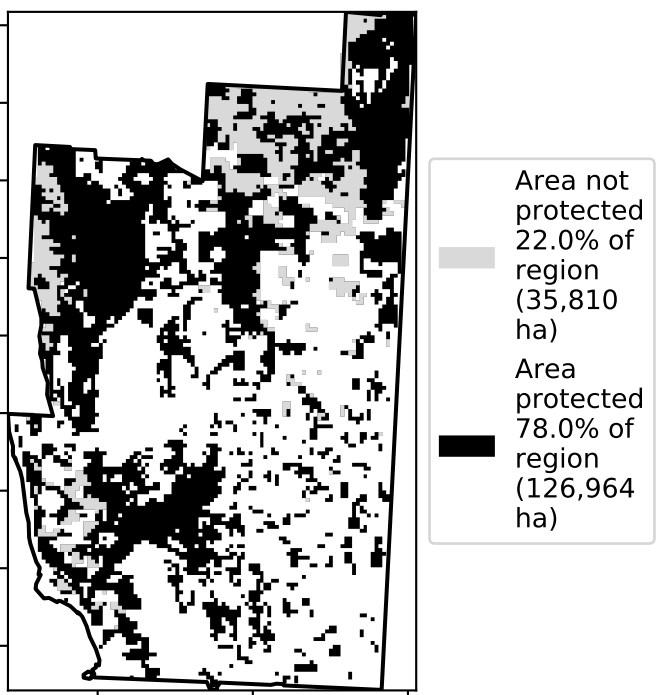 Area not
protected
22.0% of
region
(35,810
ha)
Area
protected
78.0% of
region
(126,964
ha)